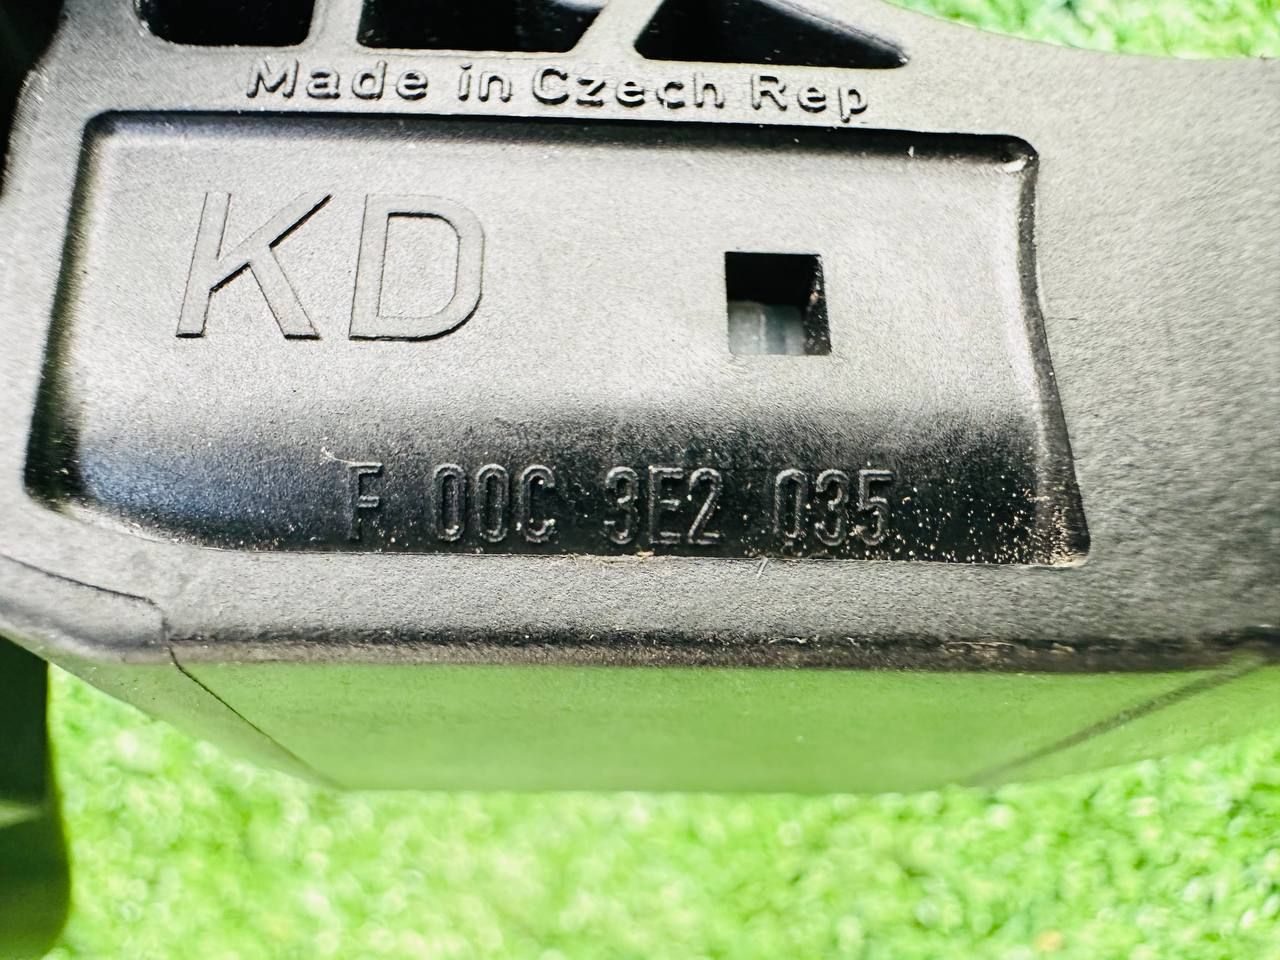 Made in Czech Rep
KD
F 00C 3E2 035